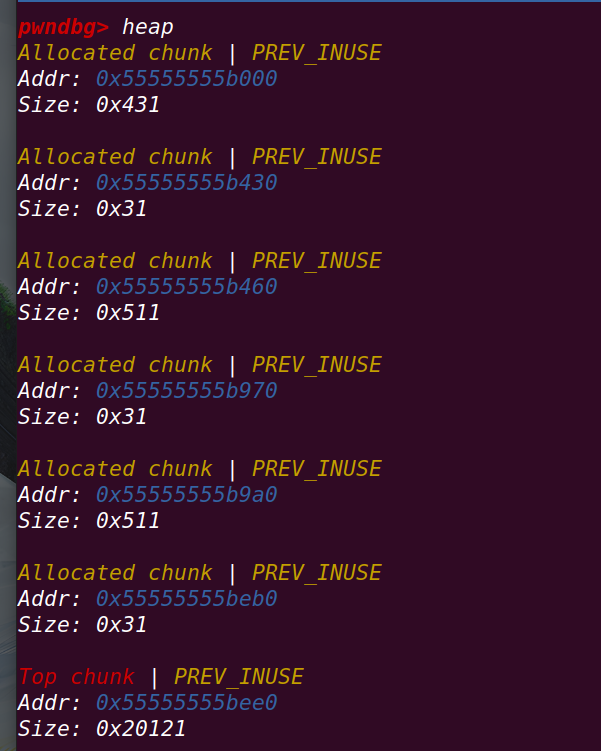 pwndbg> heap
Allocated chunk | PREV_INUSE
Addr: 0x55555555b000
Size: 0x431
Allocated chunk | PREV_INUSE
Addr: 0x55555555b430
Size: 0x31
Allocated chunk | PREV_INUSE
Addr: 0x55555555b460
Size: 0x511
Allocated chunk | PREV_INUSE
Addr: 0x55555555b970
Size: 0x31
Allocated chunk | PREV_INUSE
Addr: 0x55555555b9a0
Size: 0x511
Allocated chunk | PREV_INUSE
Addr: 0x55555555beb0
Size: 0x31
Top chunk | PREV_INUSE
Addr: 0x55555555bee0
Size: 0x20121